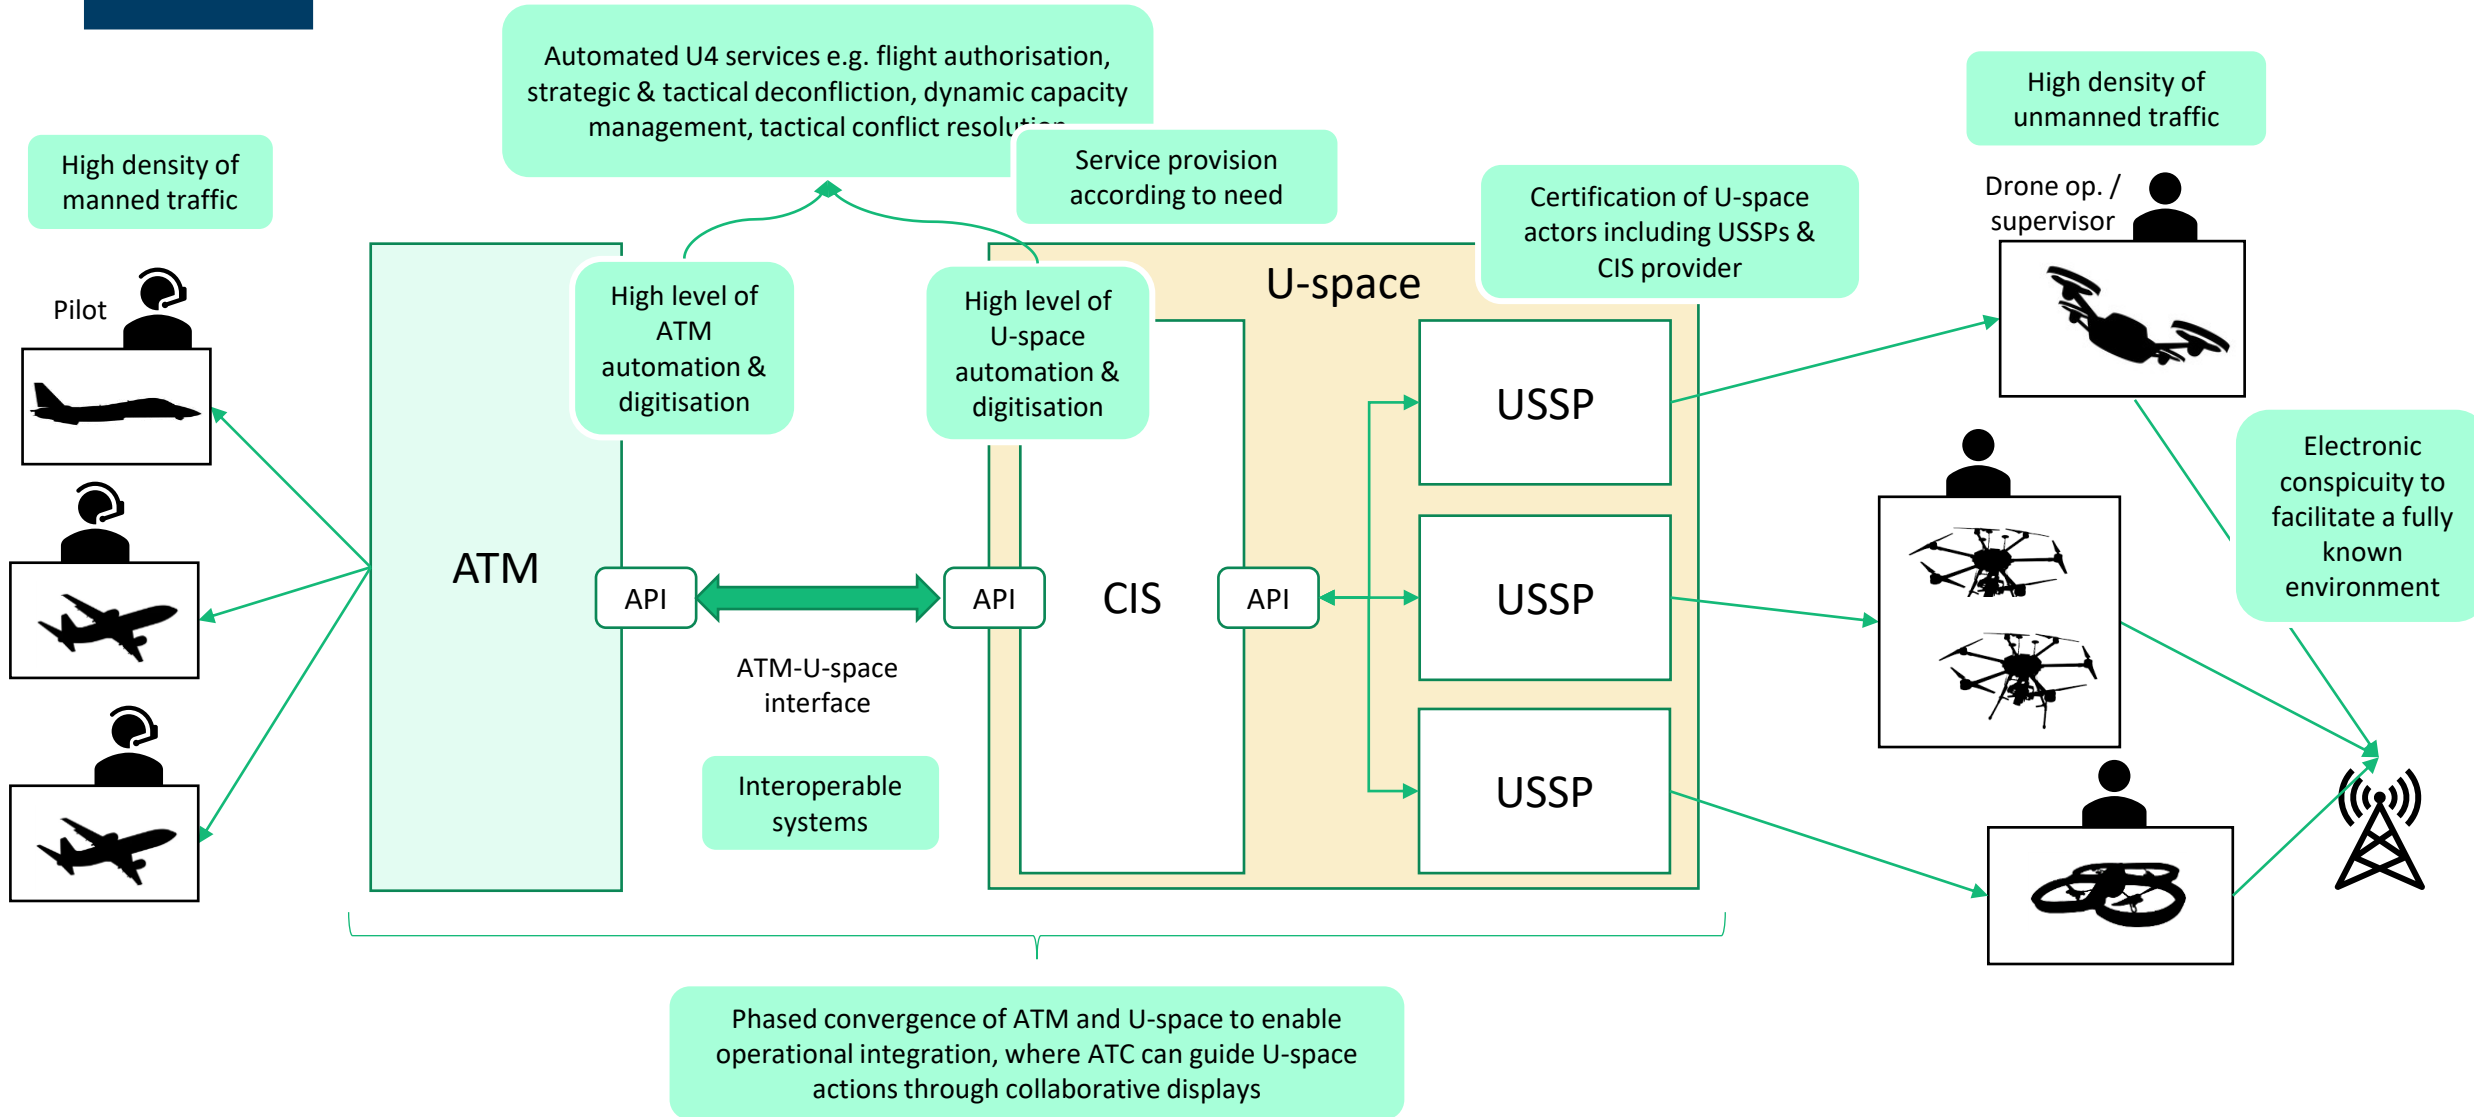 Automated U4 services e.g. flight authorisation,
strategic & tactical deconfliction, dynamic capacity
management, tactical conflict resolution
High density of
unmanned traffic
High density of
manned traffic
Service provision
according to need
Certification of U-space
actors including USSPs &
CIS provider
Drone op. /
supervisor
Pilot
High level of
ATM
automation &
digitisation
High level of
U-space
automation &
digitisation
U-space
USSP
Electronic
conspicuity to
facilitate a fully
known
environment
ATM
API
API
CIS
API
USSP
ATM-U-space
interface
Interoperable
systems
USSP
Phased convergence of ATM and U-space to enable
operational integration, where ATC can guide U-space
actions through collaborative displays